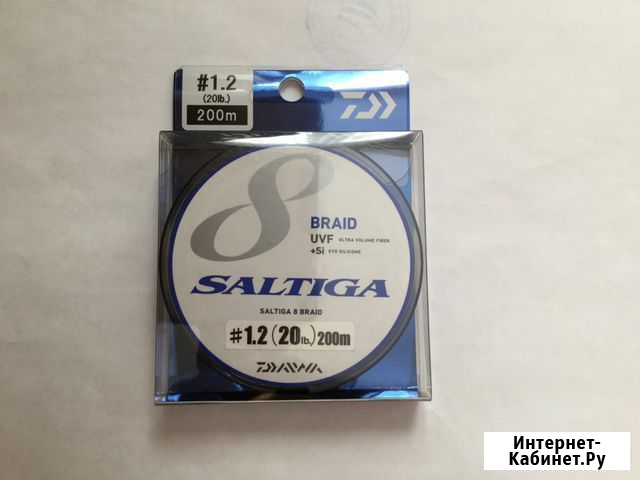 #1.2
(20lb.)
200m
8
BRAID
UVF ULTRA VOLUME FIBER
+Si EVO SILICONE
SALTIGA
SALTIGA 8 BRAID
#1.2(20lb.)200m
DAIWA
Интернет-
Кабинет.Ру